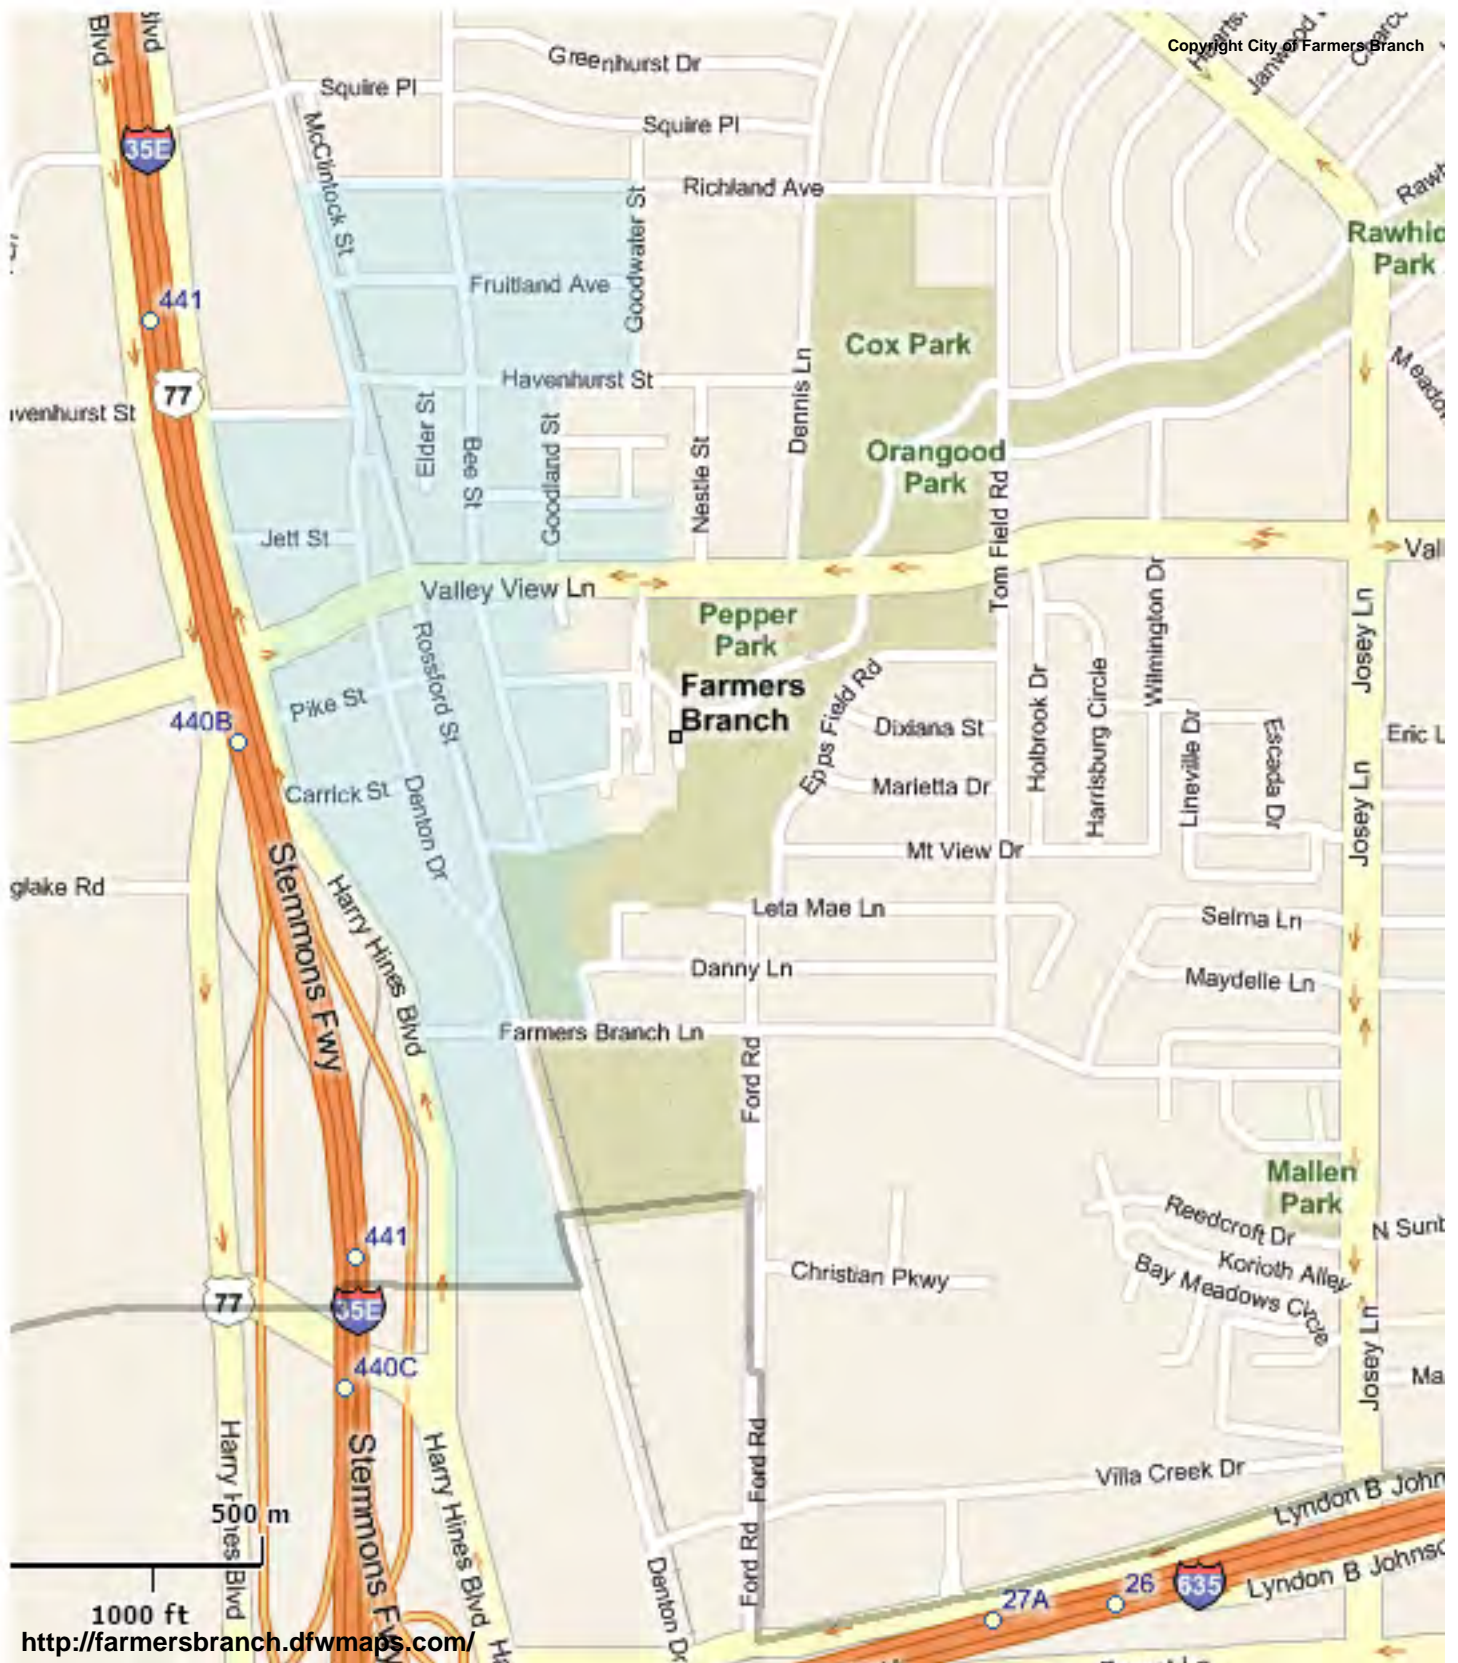 Blvd
Blvd
Greenhurst Dr
Copyright City of Farmers Branch
Squire Pl
Squire Pl
McClintock St
35E
Richland Ave
Goodwater St
Rawhid
Park
Fruitland Ave
441
Cox Park
Dennis Ln
Havenhurst St
77
avenhurst St
Elder St
Bee St
Goodland St
Nestle St
Orangood
Park
Tom Field Rd
Jett St
Valley View Ln
Vall
Pepper
Park
Farmers
Branch
Rossford St
Epps Field Rd
Holbrook Dr
Harrisburg Circle
Wilmington Dr
Josey Ln
Pike St
440B
Dixiana St
Lineville Dr
Escada Dr
Eric L
Carrick St
Denton Dr
Marietta Dr
Josey Ln
Mt View Dr
glake Rd
Stemmons Fwy
Harry Hines Blvd
Leta Mae Ln
Selma Ln
Danny Ln
Maydelle Ln
Farmers Branch Ln
Ford Rd
Mallen
Park
Reedcroft Dr
N Sunb
441
Korioth Alley
Christian Pkwy
Bay Meadows Circle
77
35E
440C
Josey Ln
Ma
Harry Hines Blvd
Stemmons Fwy
Harry Hines Blvd
Ford Rd
Ford Rd
Villa Creek Dr
Lyndon B John
500 m
Denton Dr
27A
26
635
Lyndon B Johnso
1000 ft
http://farmersbranch.dfwmaps.com/
Ha